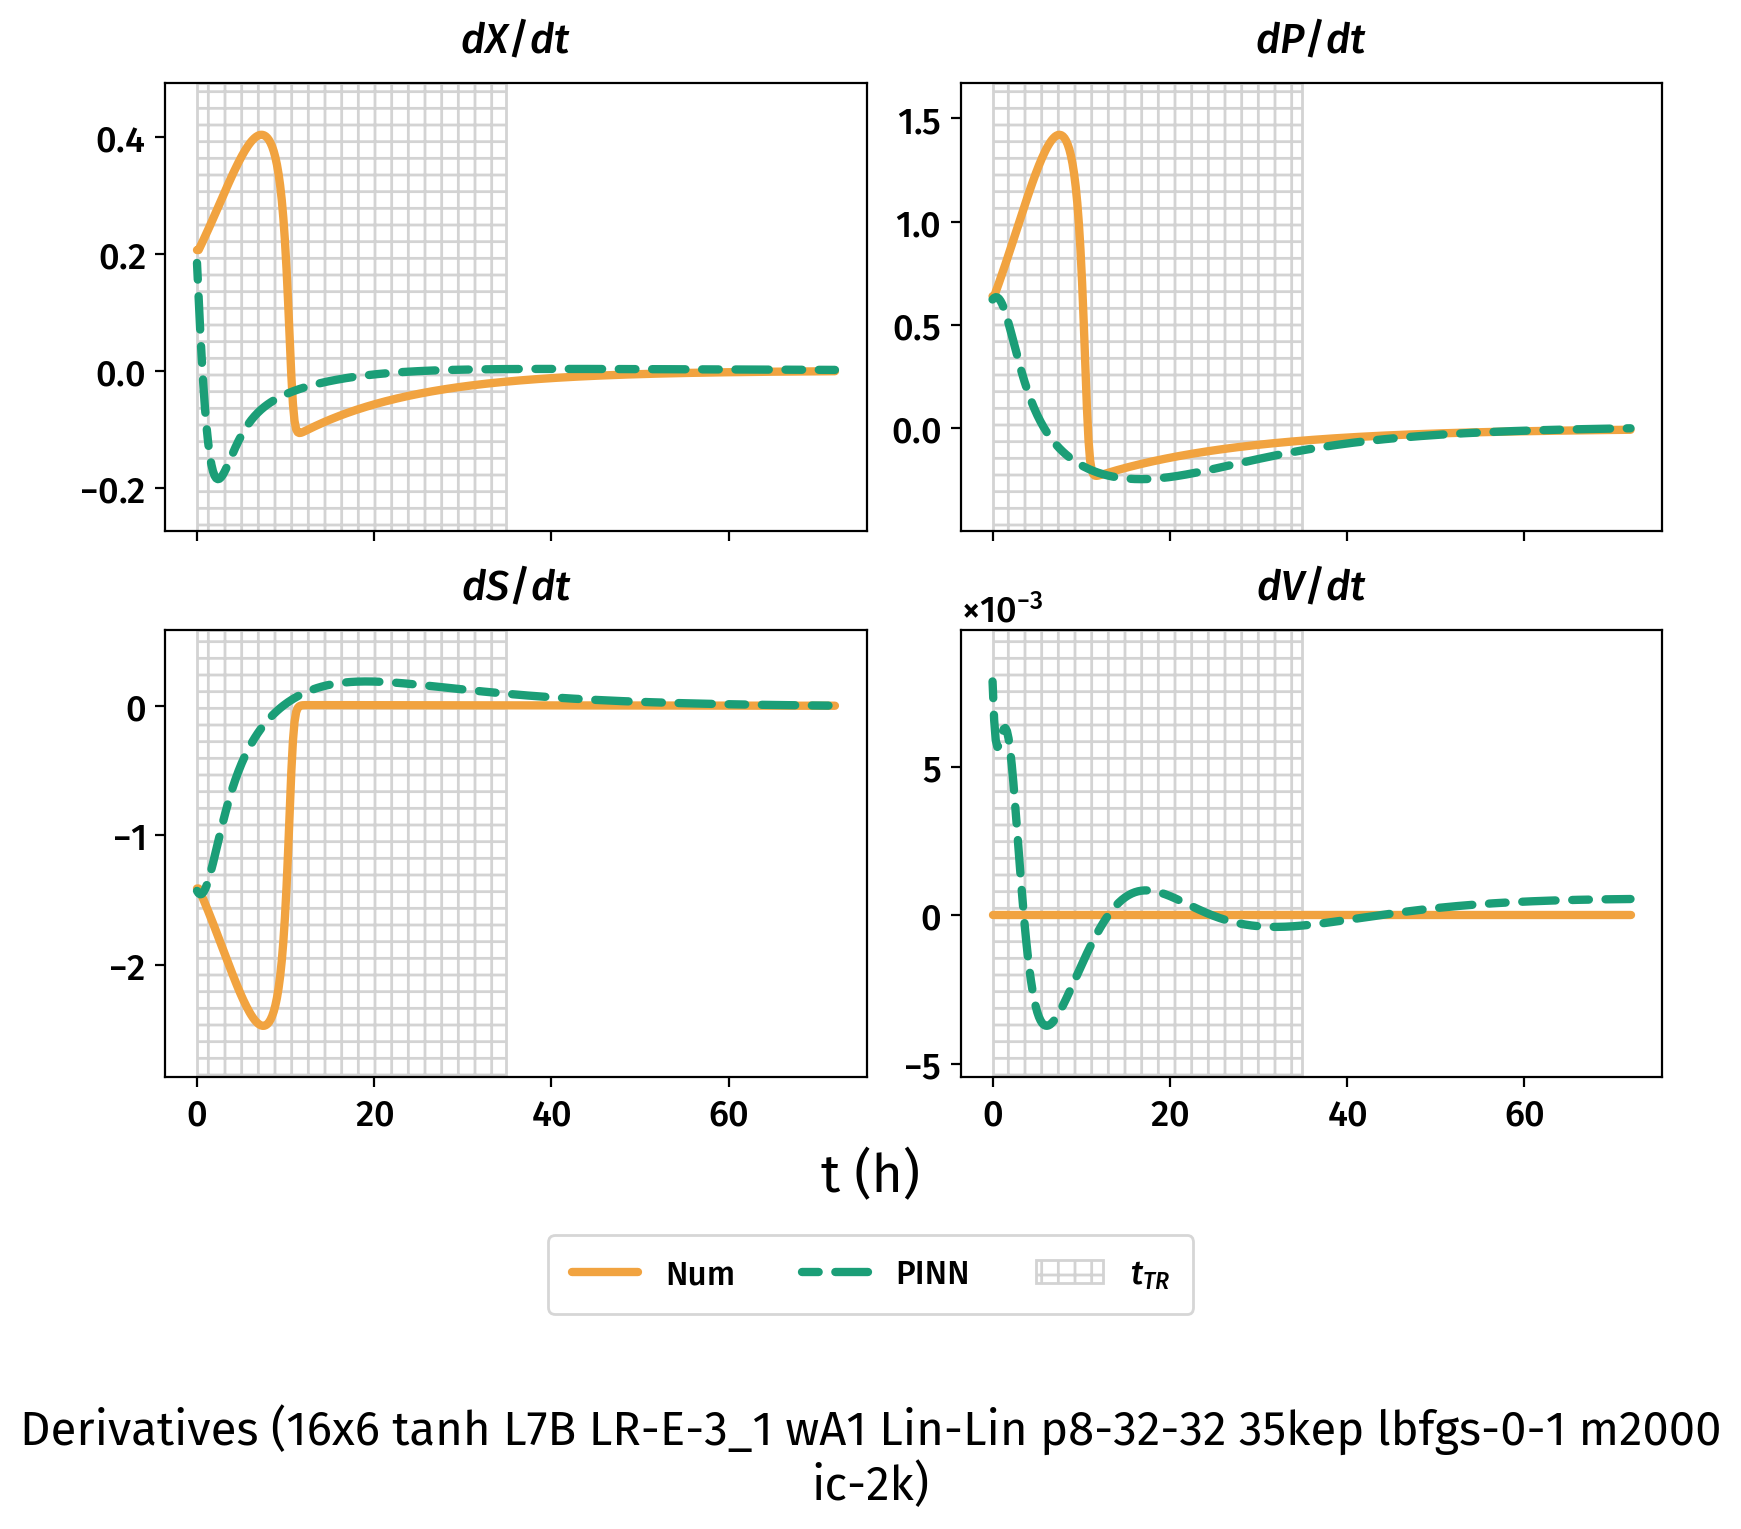 dX/dt
dP/dt
0.4
0.2
0.0
−0.2
1.5
1.0
0.5
0.0
dS/dt
dV/dt
×10⁻³
0
−1
−2
5
0
−5
0 20 40 60
0 20 40 60
t (h)
Num PINN t_TR
Derivatives (16x6 tanh L7B LR-E-3_1 wA1 Lin-Lin p8-32-32 35kep lbfgs-0-1 m2000
ic-2k)